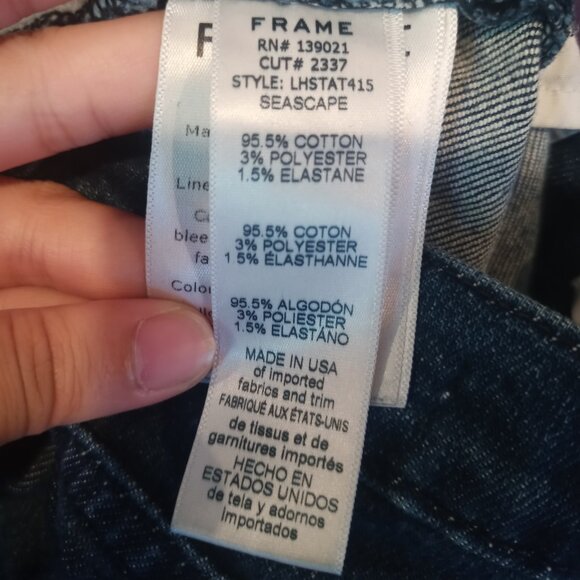 FRAME
RN# 139021
CUT# 2337
STYLE: LHSTAT415
SEASCAPE
95.5% COTTON
3% POLYESTER
1.5% ELASTANE
95.5% COTON
3% POLYESTER
1 5% ÉLASTHANNE
95.5% ALGODÓN
3% POLIESTER
1.5% ELASTÁNO
MADE IN USA
of imported
fabrics and trim
FABRIQUÉ AUX ÉTATS-UNIS
de tissus et de
garnitures importés
HECHO EN
ESTADOS UNIDOS
de tela y adornos
importados